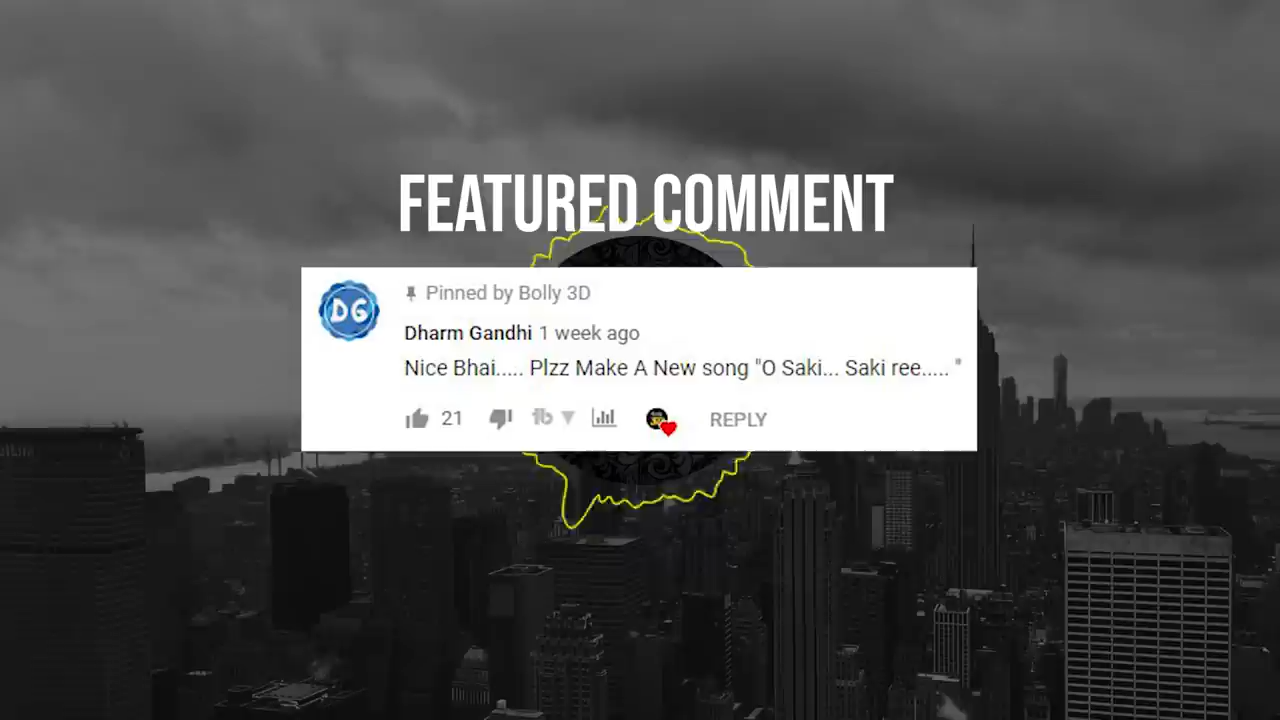 FEATURED COMMENT
DG
Pinned by Bolly 3D
Dharm Gandhi 1 week ago
Nice Bhai..... Plzz Make A New song "O Saki... Saki ree..... "
21
REPLY